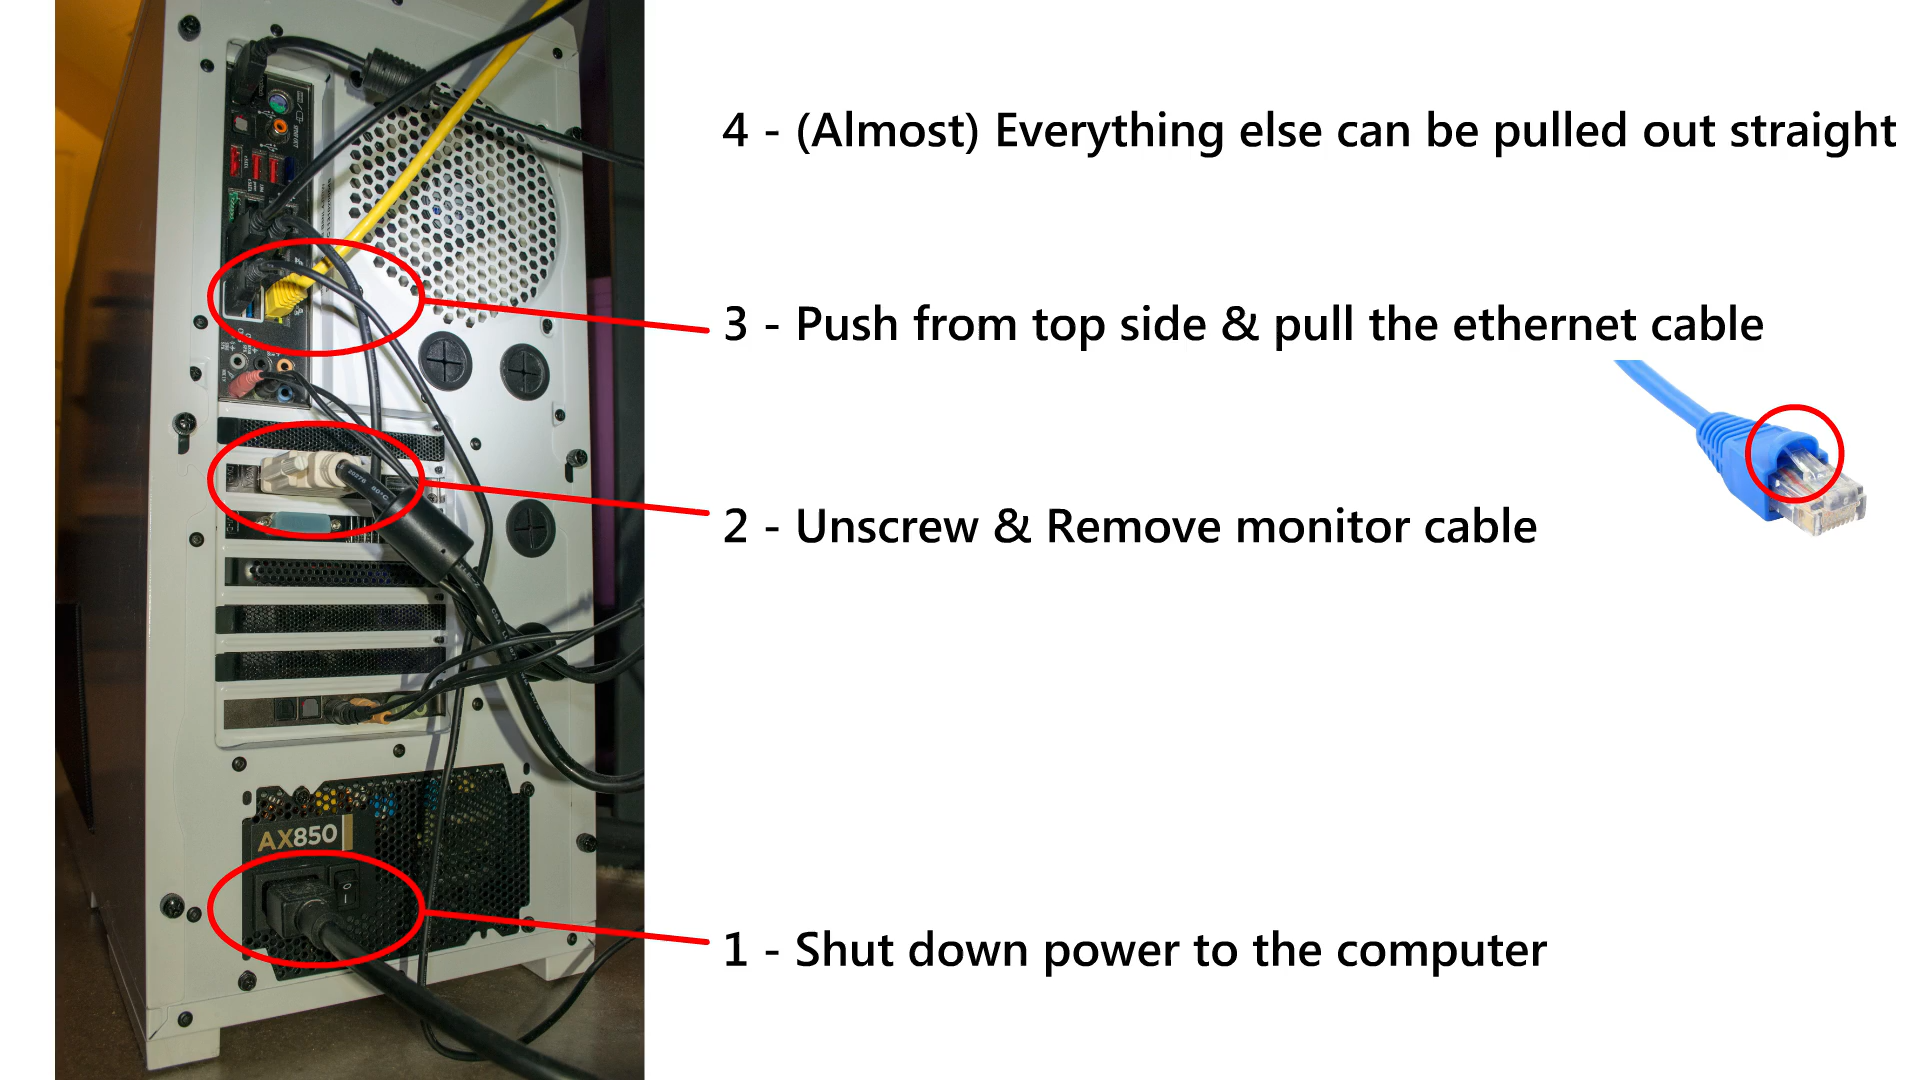 4 - (Almost) Everything else can be pulled out straight
3 - Push from top side & pull the ethernet cable
2 - Unscrew & Remove monitor cable
AX850
1 - Shut down power to the computer